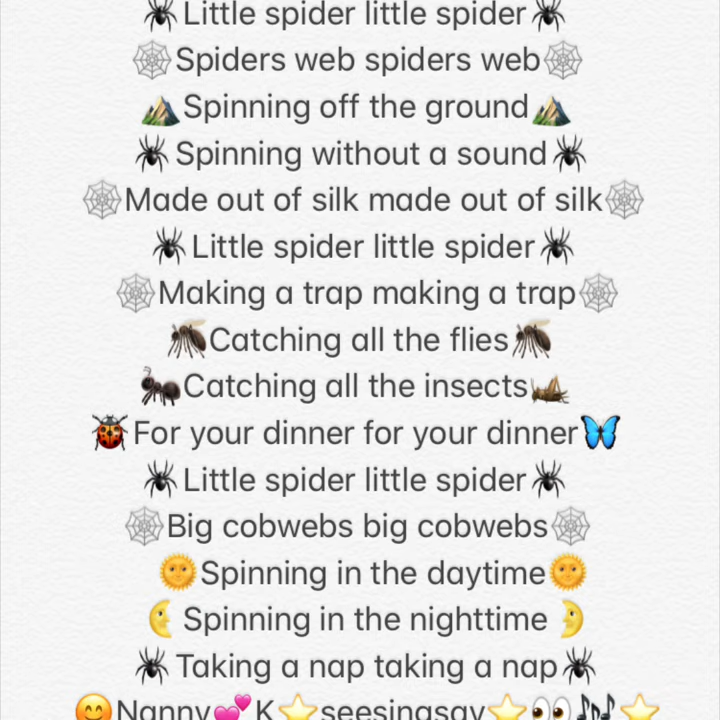 🕷Little spider little spider🕷
🕸Spiders web spiders web🕸
⛰Spinning off the ground⛰
🕷Spinning without a sound🕷
🕸Made out of silk made out of silk🕸
🕷Little spider little spider🕷
🕸Making a trap making a trap🕸
🦟Catching all the flies🦟
🐜Catching all the insects🦗
🐞For your dinner for your dinner🦋
🕷Little spider little spider🕷
🕸Big cobwebs big cobwebs🕸
🌞Spinning in the daytime🌞
🌜Spinning in the nighttime🌛
🕷Taking a nap taking a nap🕷
😊Nanny💕K⭐seesingsay⭐👀🎶⭐